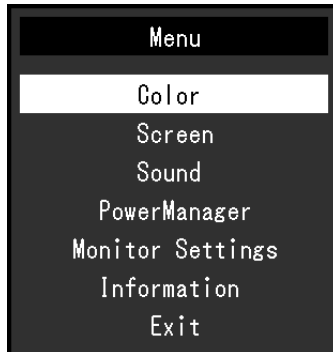 Menu
Color
Screen
Sound
PowerManager
Monitor Settings
Information
Exit